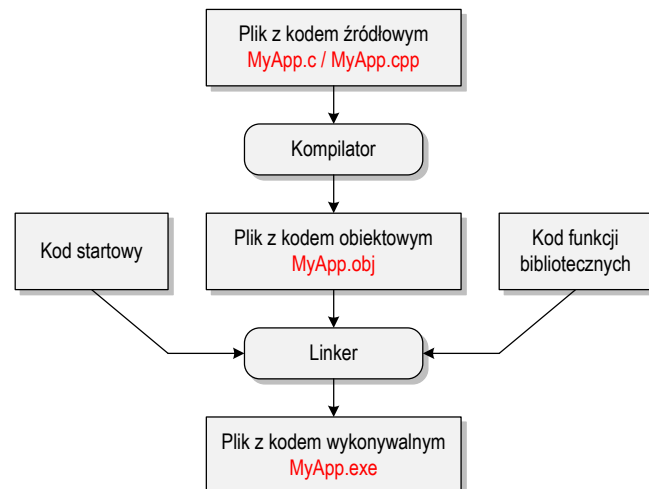 Plik z kodem źródłowym
MyApp.c / MyApp.cpp
Kompilator
Kod startowy
Plik z kodem obiektowym
MyApp.obj
Kod funkcji
bibliotecznych
Linker
Plik z kodem wykonywalnym
MyApp.exe